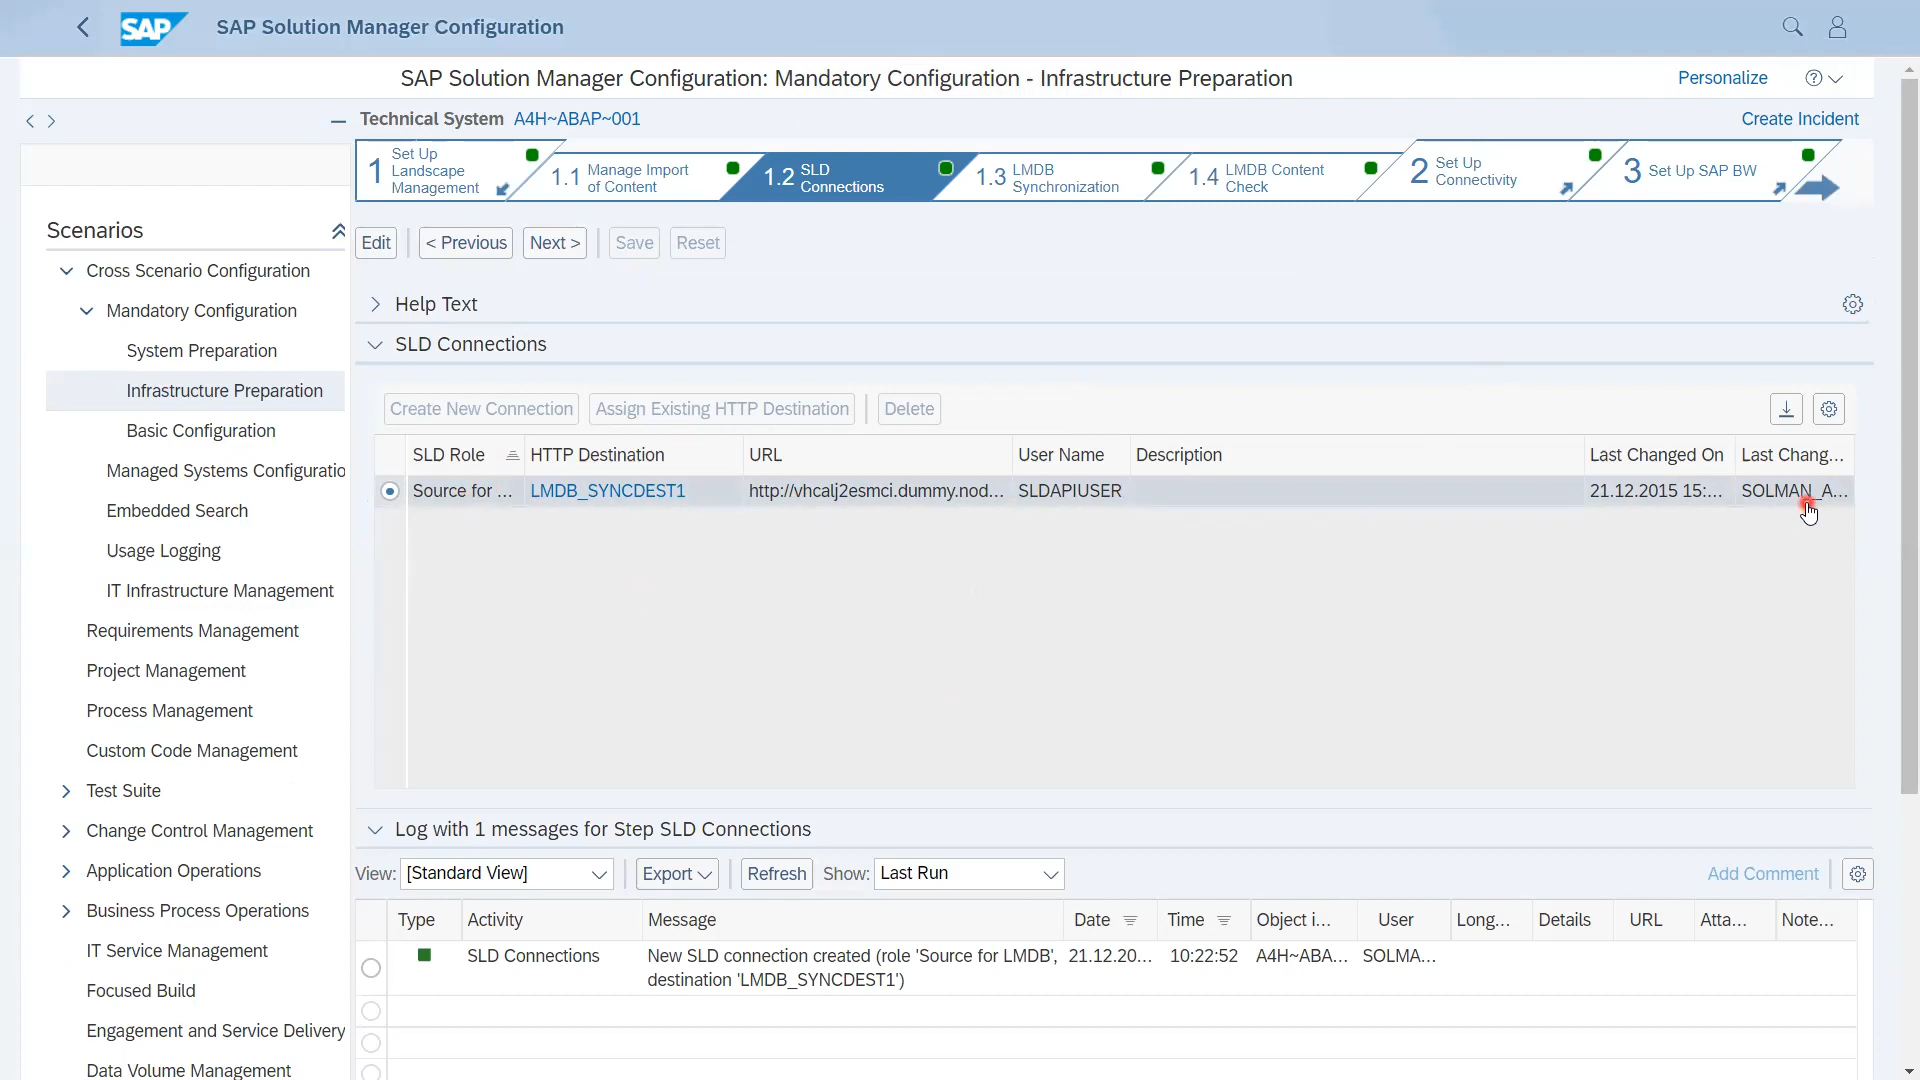 SAP SAP Solution Manager Configuration
SAP Solution Manager Configuration: Mandatory Configuration - Infrastructure Preparation
Personalize
Technical System A4H~ABAP~001
Create Incident
1 Set Up Landscape Management
1.1 Manage Import of Content
1.2 SLD Connections
1.3 LMDB Synchronization
1.4 LMDB Content Check
2 Set Up Connectivity
3 Set Up SAP BW
Edit < Previous Next > Save Reset
Scenarios
Cross Scenario Configuration
Mandatory Configuration
System Preparation
Infrastructure Preparation
Basic Configuration
Managed Systems Configuratio
Embedded Search
Usage Logging
IT Infrastructure Management
Requirements Management
Project Management
Process Management
Custom Code Management
Test Suite
Change Control Management
Application Operations
Business Process Operations
IT Service Management
Focused Build
Engagement and Service Delivery
Data Volume Management
Help Text
SLD Connections
Create New Connection Assign Existing HTTP Destination Delete
SLD Role HTTP Destination URL User Name Description Last Changed On Last Chang...
Source for ... LMDB_SYNCDEST1 http://vhcalj2esmci.dummy.nod... SLDAPIUSER 21.12.2015 15:... SOLMAN_A...
Log with 1 messages for Step SLD Connections
View: [Standard View] Export Refresh Show: Last Run Add Comment
Type Activity Message Date Time Object i... User Long... Details URL Atta... Note...
SLD Connections New SLD connection created (role 'Source for LMDB', 21.12.20... 10:22:52 A4H~ABA... SOLMA...
destination 'LMDB_SYNCDEST1')